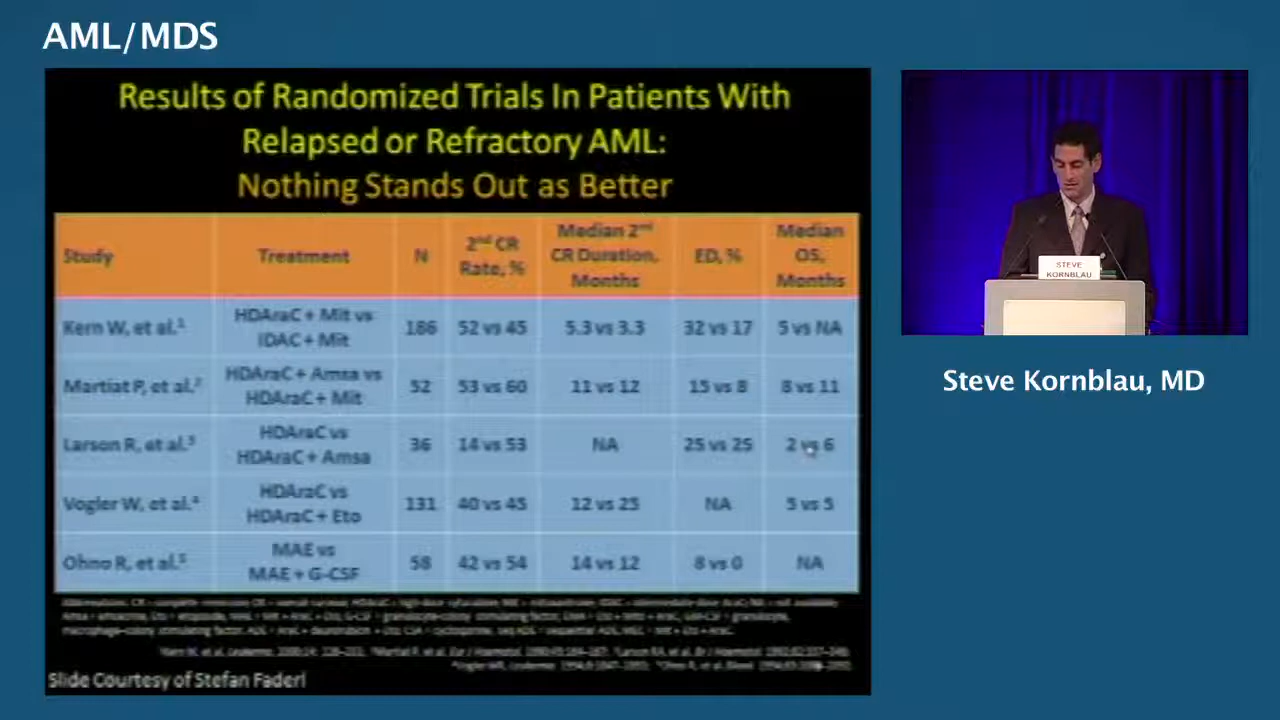 AML/MDS
Results of Randomized Trials In Patients With
Relapsed or Refractory AML:
Nothing Stands Out as Better
Study Treatment N 2nd CR Rate, % Median 2nd CR Duration, Months ED, % Median OS, Months
Kern W, et al.1 HDAraC + Mit vs IDAC + Mit 186 52 vs 45 5.3 vs 3.3 32 vs 17 5 vs NA
Martiat P, et al.2 HDAraC + Amsa vs HDAraC + Mit 52 53 vs 60 11 vs 12 15 vs 8 8 vs 11
Larson R, et al.3 HDAraC vs HDAraC + Amsa 36 14 vs 53 NA 25 vs 25 2 vs 6
Vogler W, et al.4 HDAraC vs HDAraC + Eto 131 40 vs 45 12 vs 25 NA 5 vs 5
Ohno R, et al.5 MAE vs MAE + G-CSF 58 42 vs 54 14 vs 12 8 vs 0 NA
Slide Courtesy of Stefan Faderl
STEVE
KORNBLAU
Steve Kornblau, MD